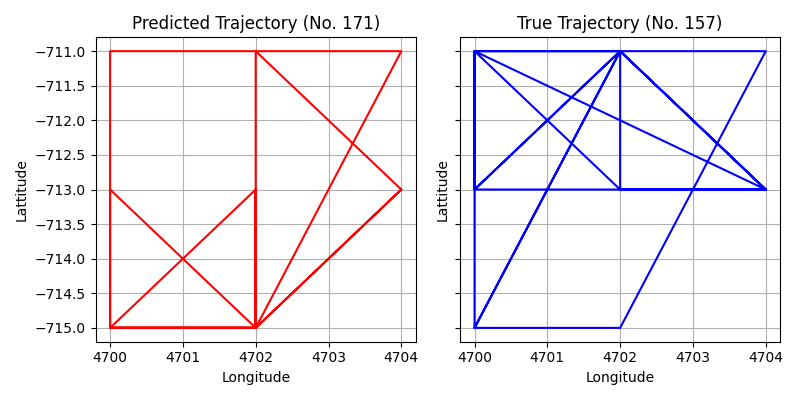 Predicted Trajectory (No. 171)
True Trajectory (No. 157)
−711.0
−711.5
−712.0
−712.5
−713.0
−713.5
−714.0
−714.5
−715.0
Lattitude
Lattitude
4700 4701 4702 4703 4704
4700 4701 4702 4703 4704
Longitude
Longitude